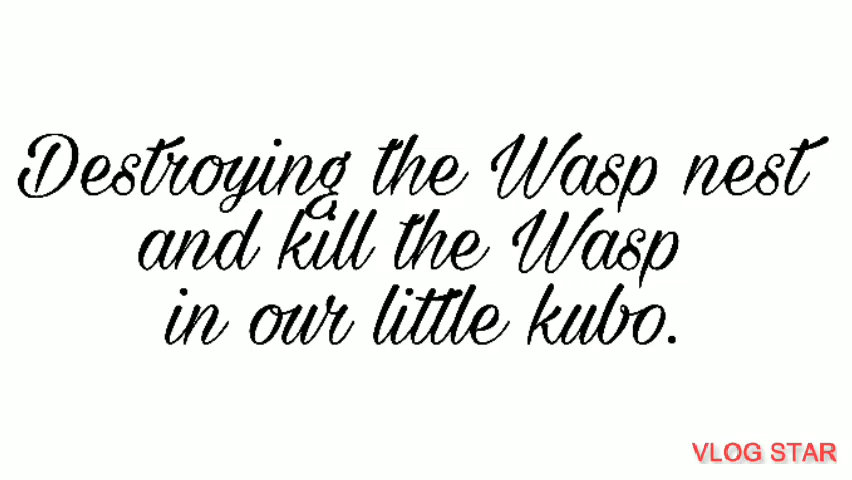 Destroying the Wasp nest
and kill the Wasp
in our little kubo.
VLOG STAR